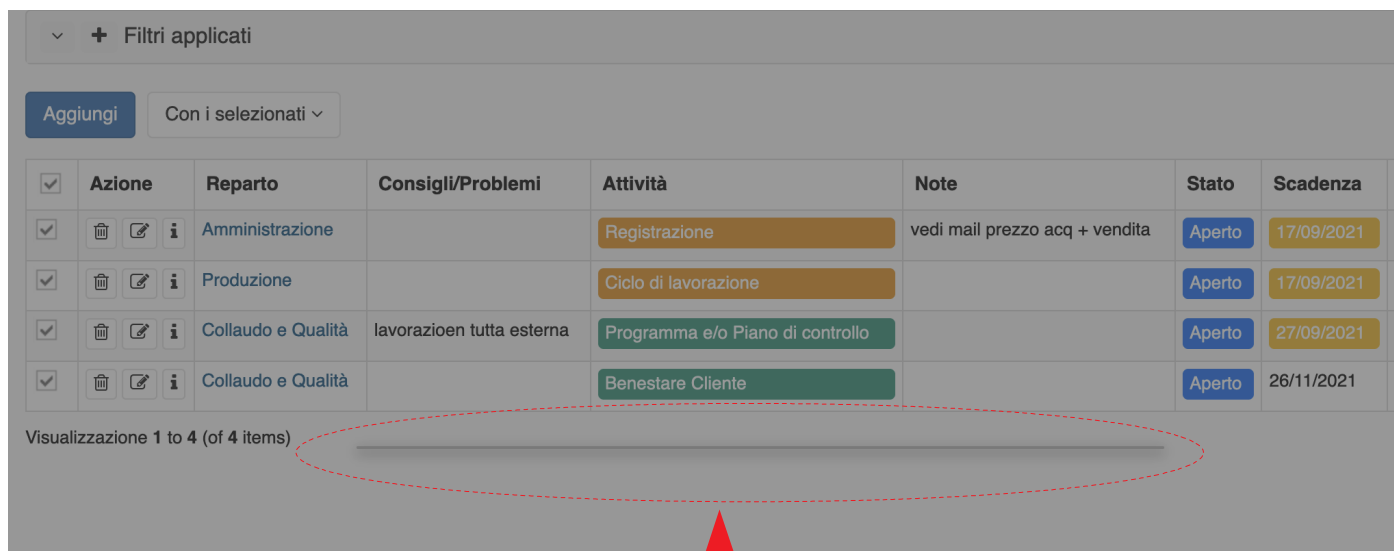 Filtri applicati
Aggiungi Con i selezionati
Azione Reparto Consigli/Problemi Attività Note Stato Scadenza
Amministrazione Registrazione vedi mail prezzo acq + vendita Aperto 17/09/2021
Produzione Ciclo di lavorazione Aperto 17/09/2021
Collaudo e Qualità lavorazioen tutta esterna Programma e/o Piano di controllo Aperto 27/09/2021
Collaudo e Qualità Benestare Cliente Aperto 26/11/2021
Visualizzazione 1 to 4 (of 4 items)